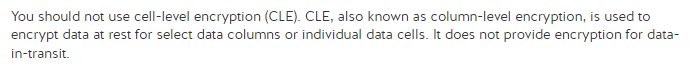 You should not use cell-level encryption (CLE). CLE, also known as column-level encryption, is used to
encrypt data at rest for select data columns or individual data cells. It does not provide encryption for data-
in-transit.